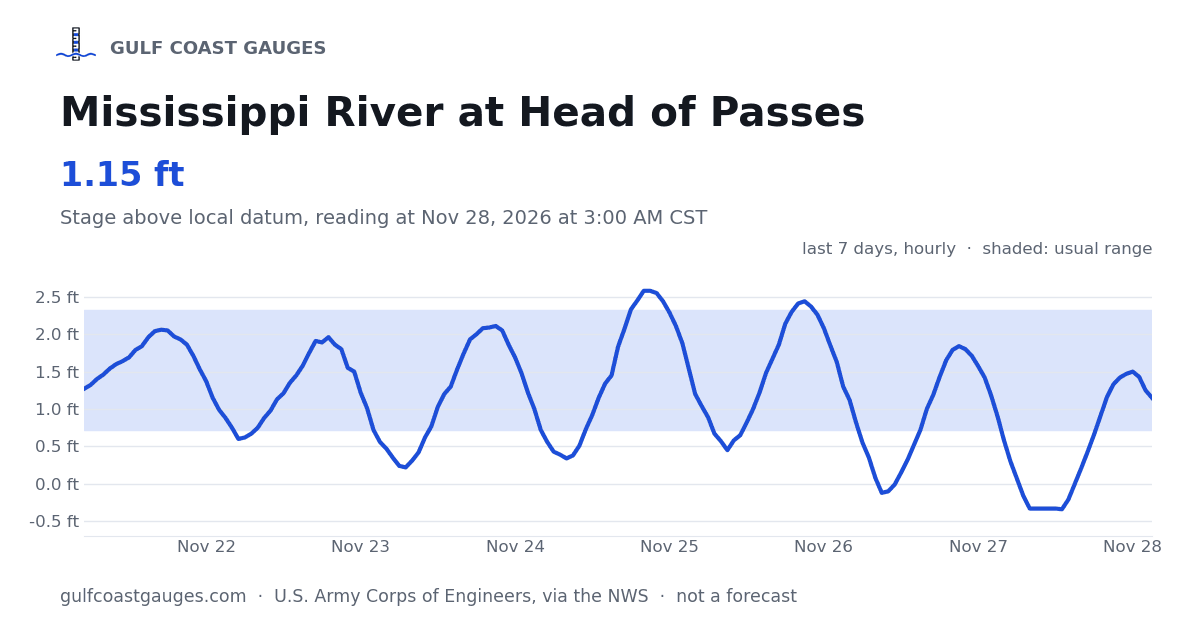 GULF COAST GAUGES
Mississippi River at Head of Passes
1.15 ft
Stage above local datum, reading at Nov 28, 2026 at 3:00 AM CST
last 7 days, hourly · shaded: usual range
2.5 ft
2.0 ft
1.5 ft
1.0 ft
0.5 ft
0.0 ft
-0.5 ft
Nov 22 Nov 23 Nov 24 Nov 25 Nov 26 Nov 27 Nov 28
gulfcoastgauges.com · U.S. Army Corps of Engineers, via the NWS · not a forecast